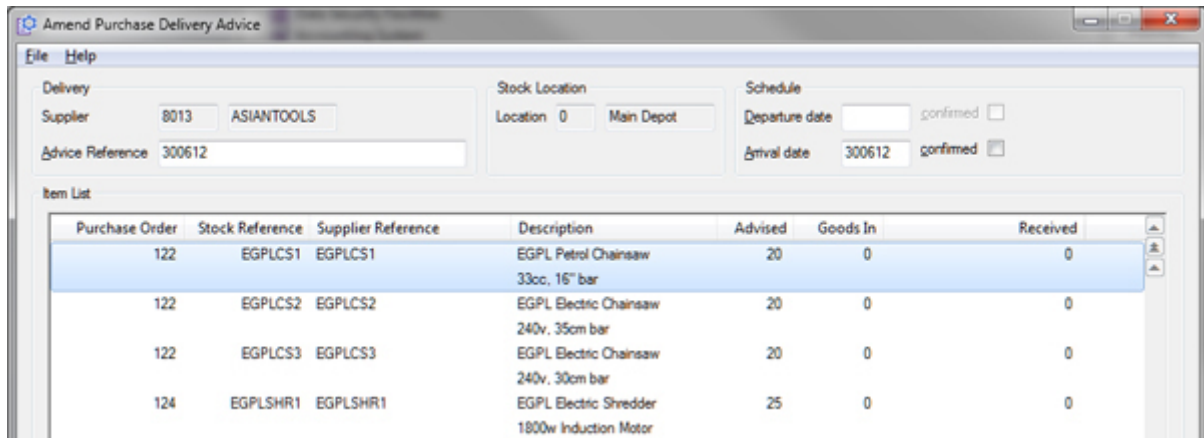 Amend Purchase Delivery Advice
File Help
Delivery Stock Location Schedule
Supplier 8013 ASIANTOOLS Location 0 Main Depot Departure date confirmed
Advice Reference 300612 Arrival date 300612 confirmed
Item List
Purchase Order Stock Reference Supplier Reference Description Advised Goods In Received
122 EGPLCS1 EGPLCS1 EGPL Petrol Chainsaw 20 0 0
33cc, 16" bar
122 EGPLCS2 EGPLCS2 EGPL Electric Chainsaw 20 0 0
240v, 35cm bar
122 EGPLCS3 EGPLCS3 EGPL Electric Chainsaw 20 0 0
240v, 30cm bar
124 EGPLSHR1 EGPLSHR1 EGPL Electric Shredder 25 0 0
1800w Induction Motor